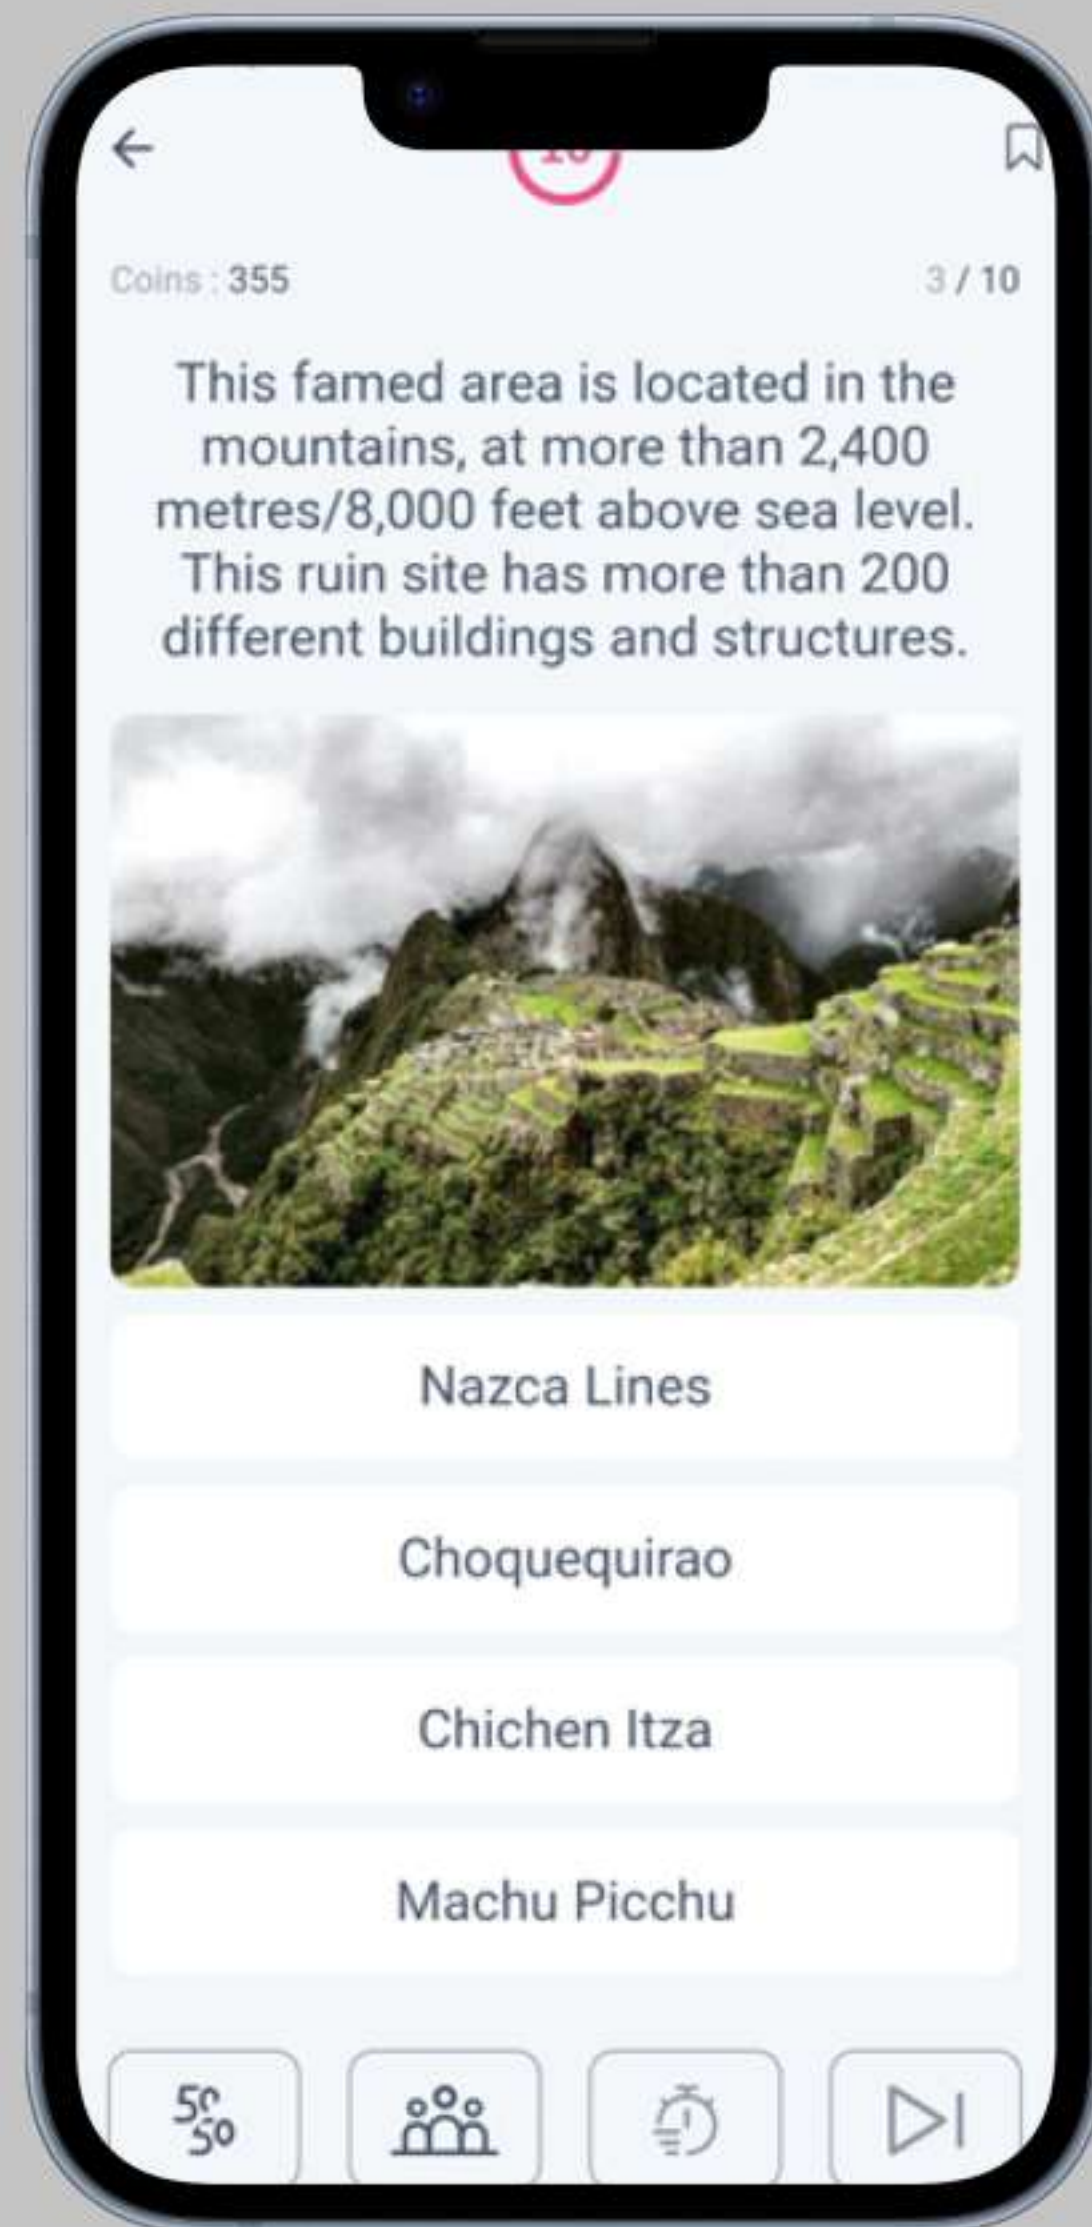 Coins : 355
3 / 10
This famed area is located in the
mountains, at more than 2,400
metres/8,000 feet above sea level.
This ruin site has more than 200
different buildings and structures.
Nazca Lines
Choquequirao
Chichen Itza
Machu Picchu
50
50